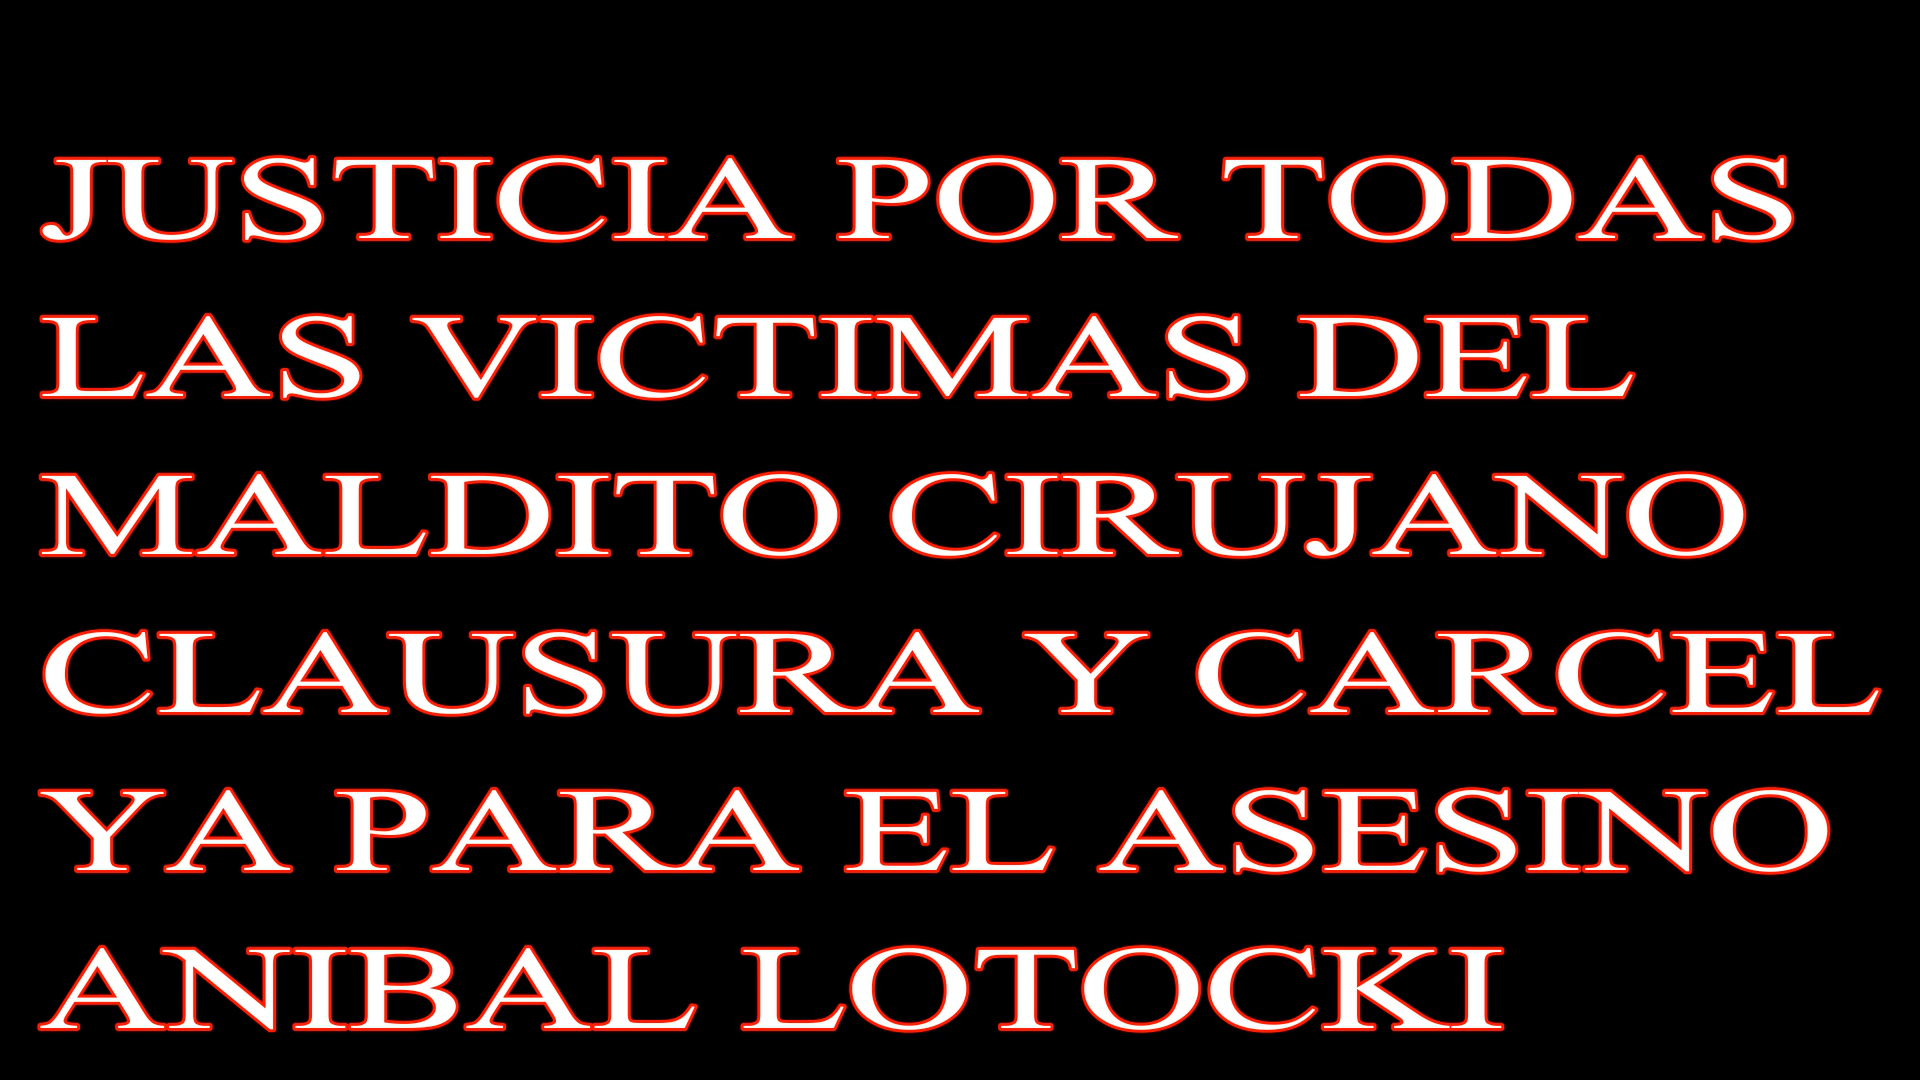 JUSTICIA POR TODAS
LAS VICTIMAS DEL
MALDITO CIRUJANO
CLAUSURA Y CARCEL
YA PARA EL ASESINO
ANIBAL LOTOCKI